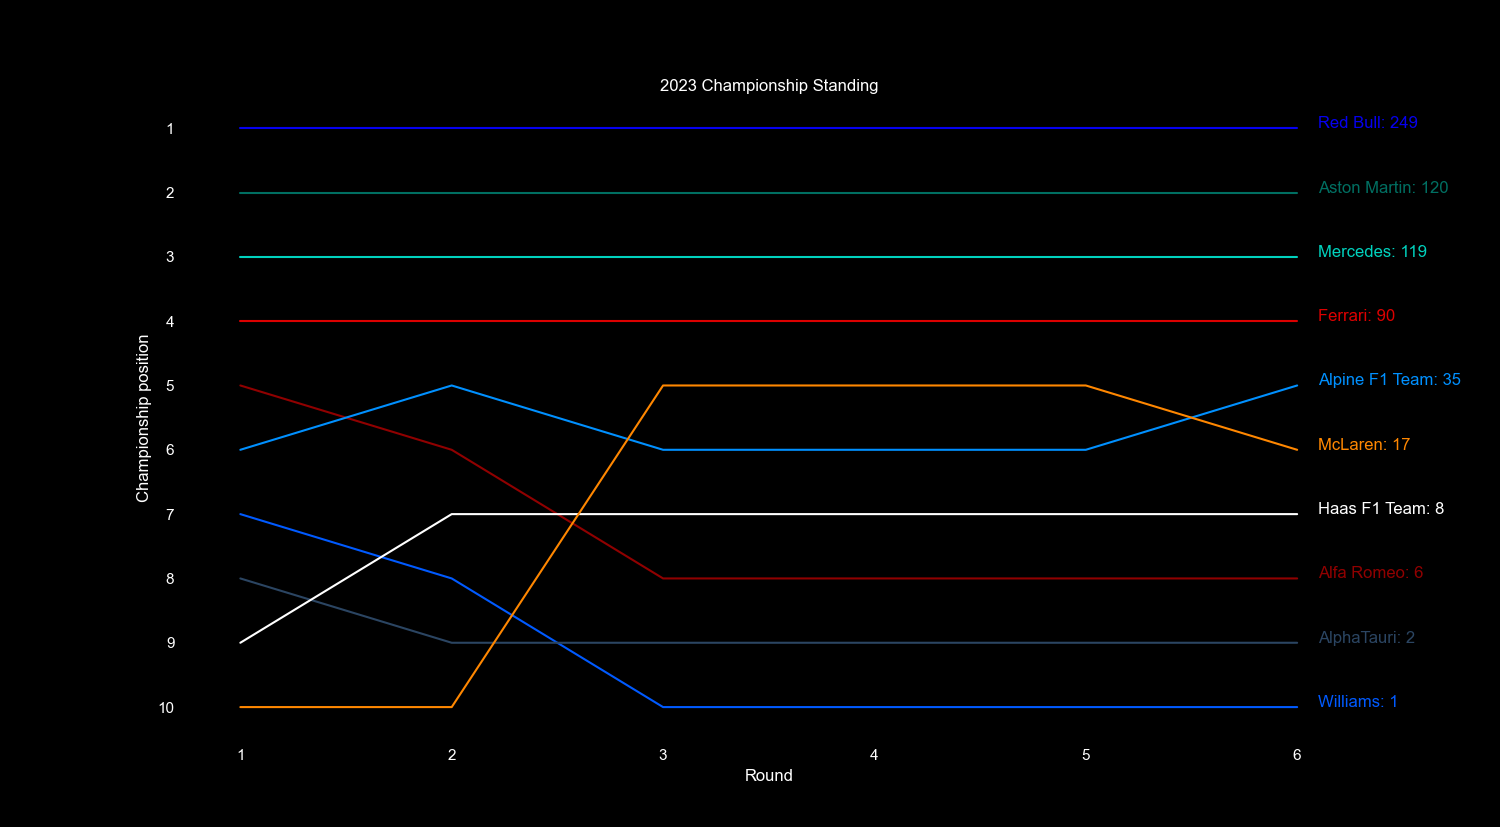 2023 Championship Standing
1
Red Bull: 249
2
Aston Martin: 120
3
Mercedes: 119
4
Ferrari: 90
Championship position
5
Alpine F1 Team: 35
6
McLaren: 17
7
Haas F1 Team: 8
8
Alfa Romeo: 6
9
AlphaTauri: 2
10
Williams: 1
1 2 3 4 5 6
Round